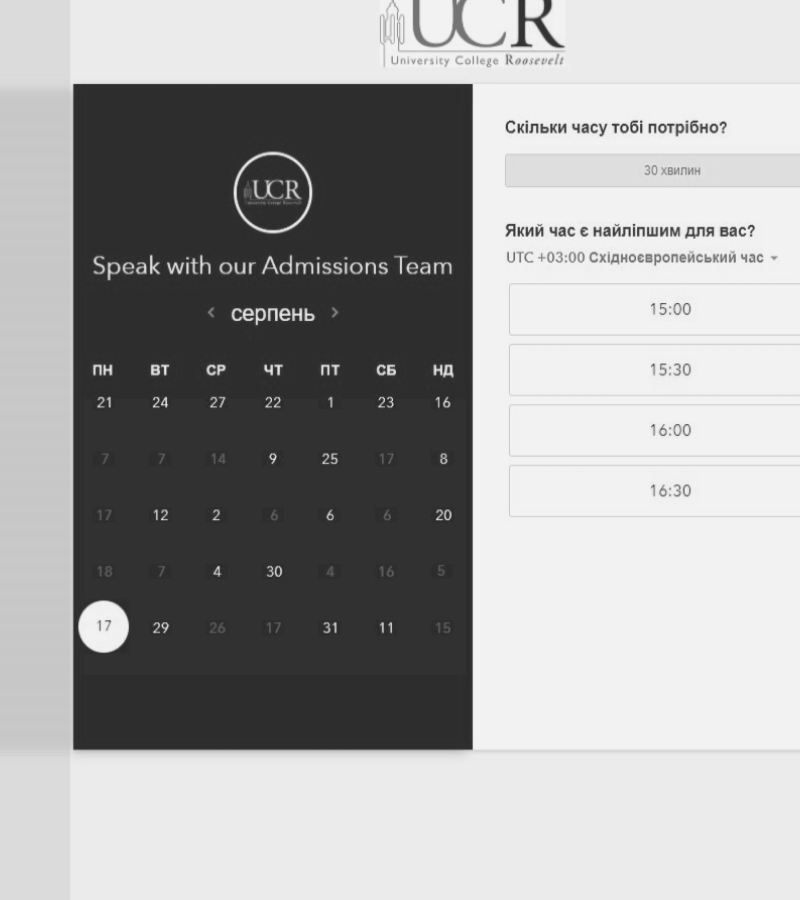 UCR
University College Roosevelt
UCR
Speak with our Admissions Team
< серпень >
ПН ВТ СР ЧТ ПТ СБ НД
21 24 27 22 1 23 16
7 7 14 9 25 17 8
17 12 2 6 6 6 20
18 7 4 30 4 16 5
17 29 26 17 31 11 15
Скільки часу тобі потрібно?
30 хвилин
Який час є найліпшим для вас?
UTC +03:00 Східноєвропейський час
15:00
15:30
16:00
16:30